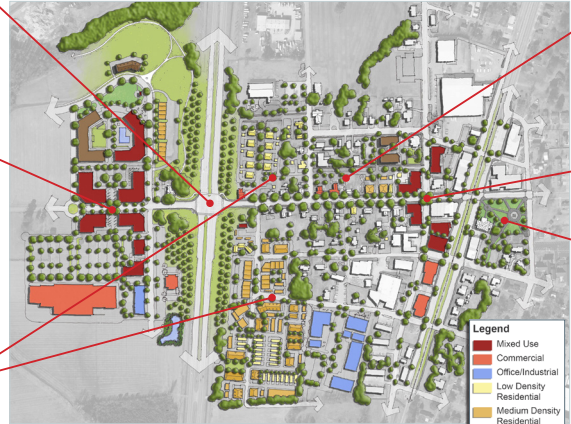 Legend
Mixed Use
Commercial
Office/Industrial
Low Density
Residential
Medium Density
Residential